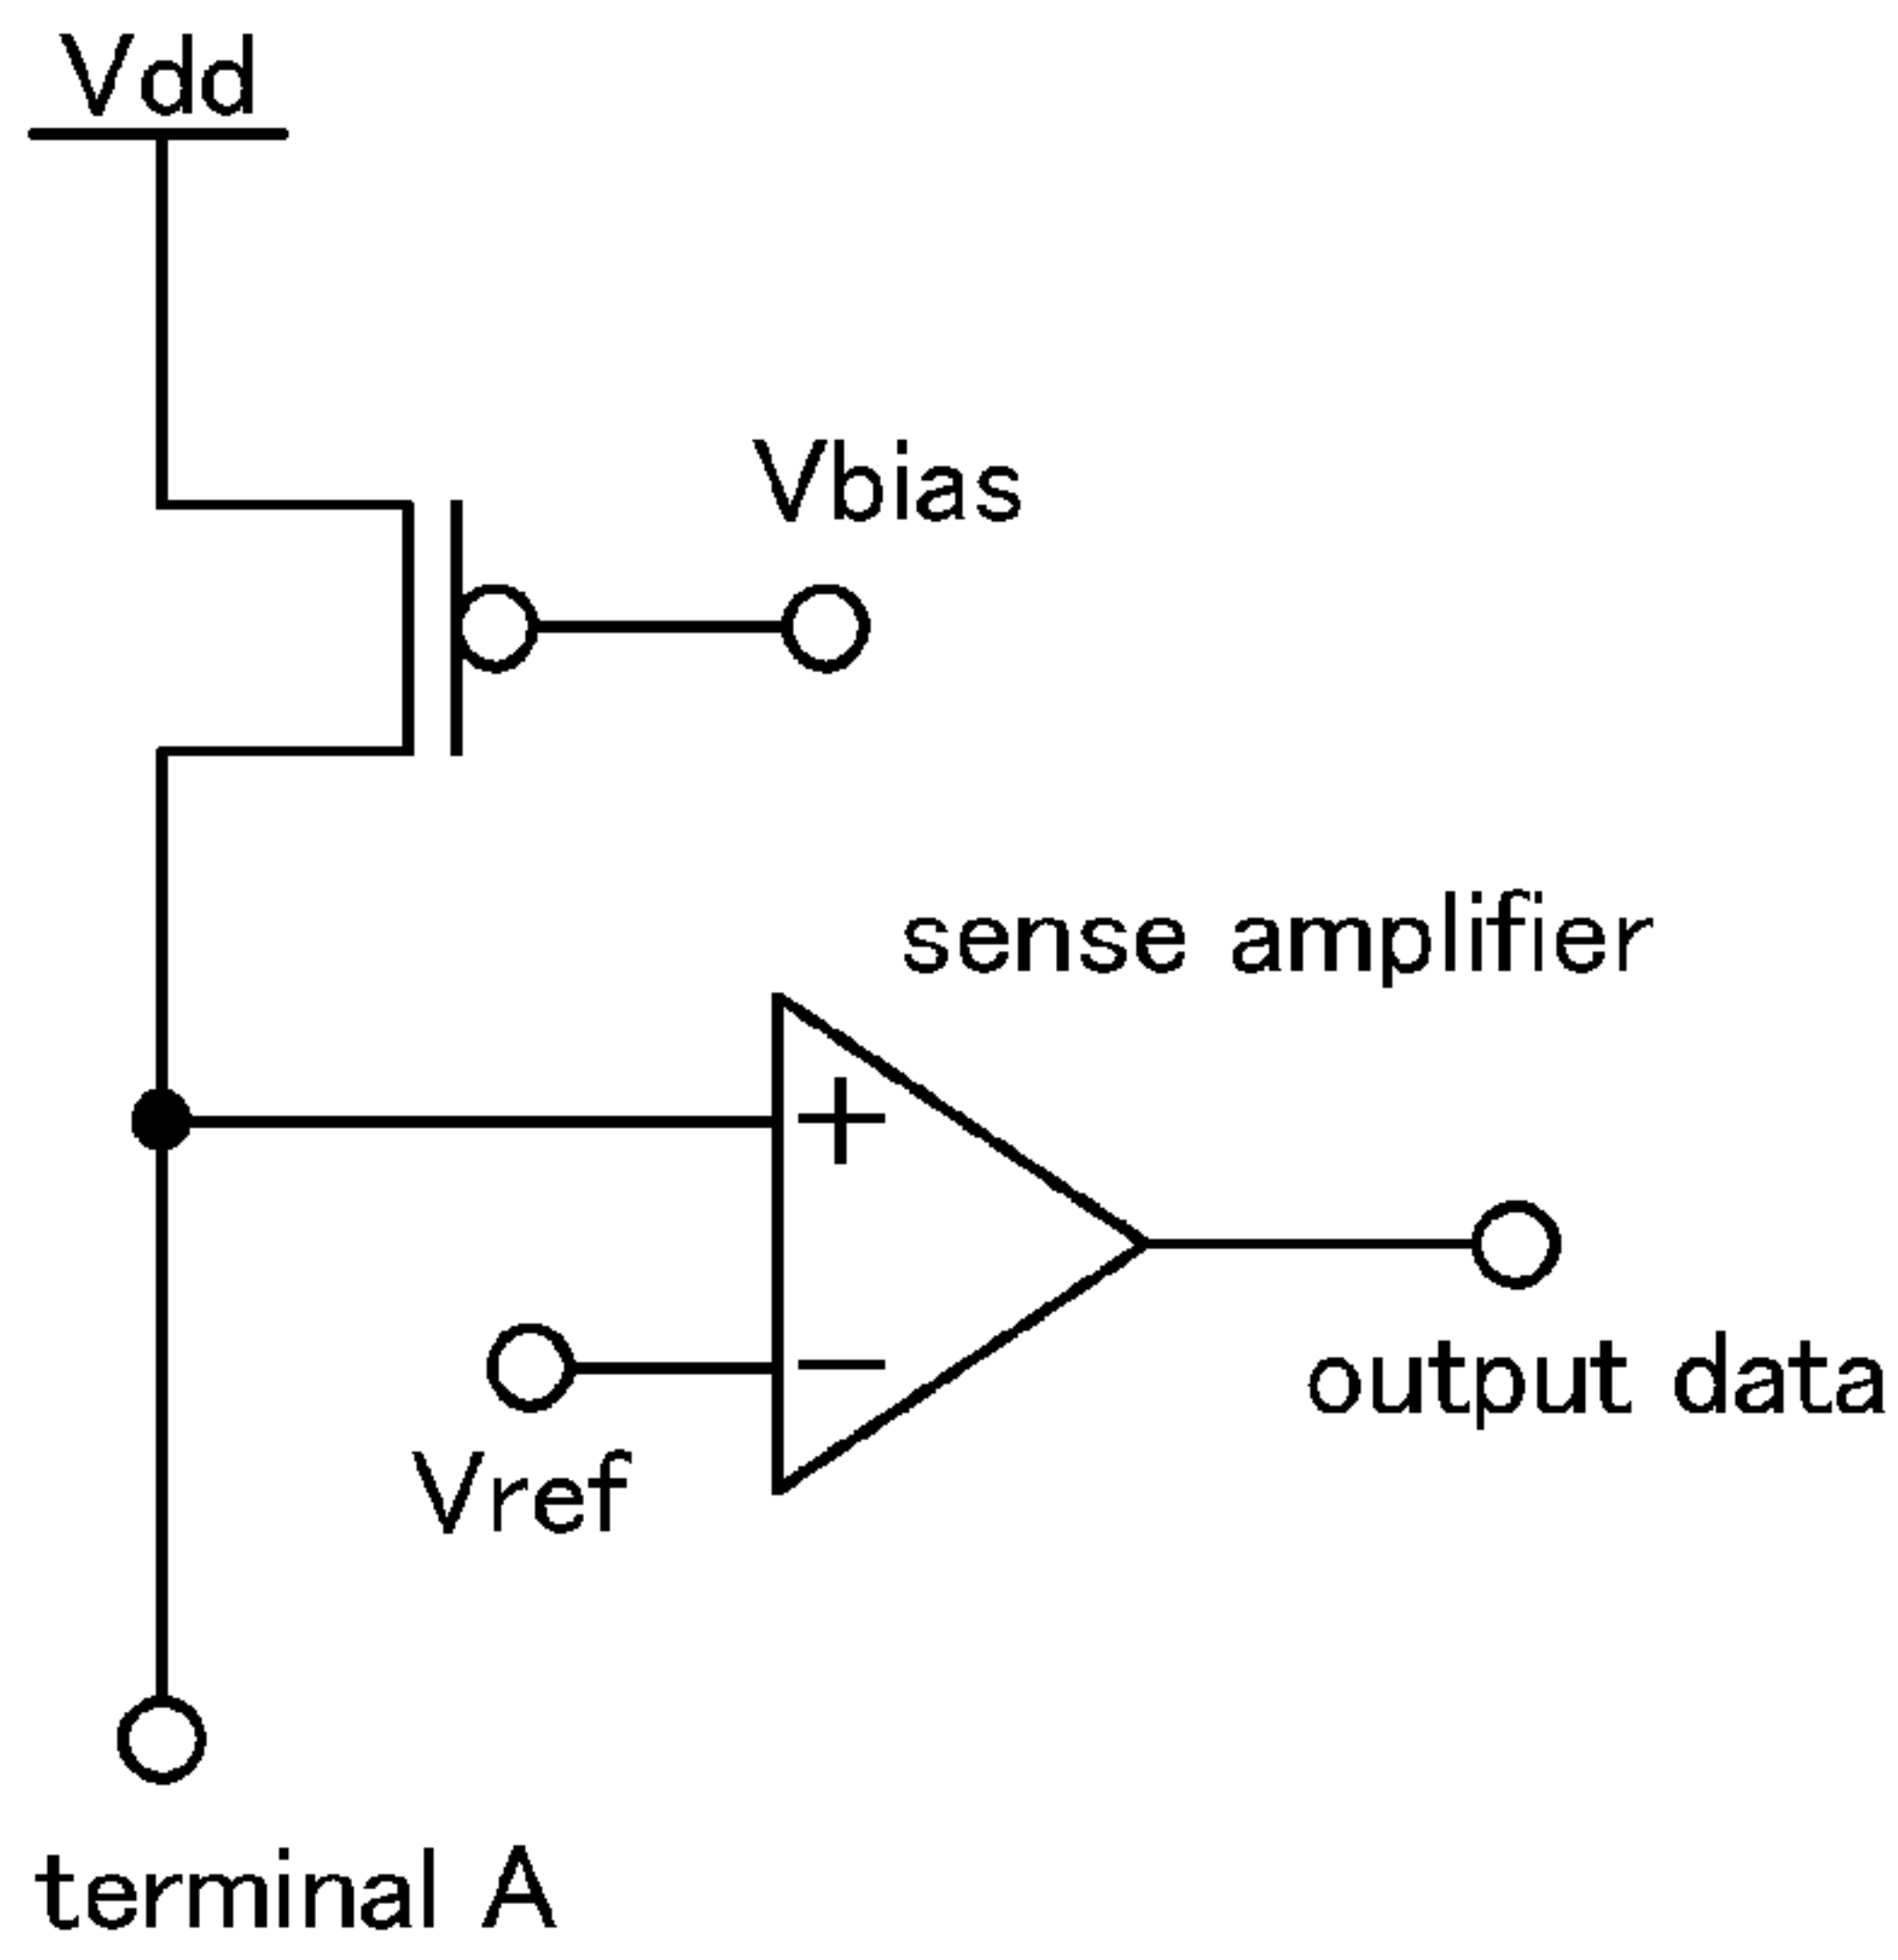 Vdd
Vbias
sense amplifier
+
−
Vref
output data
terminal A